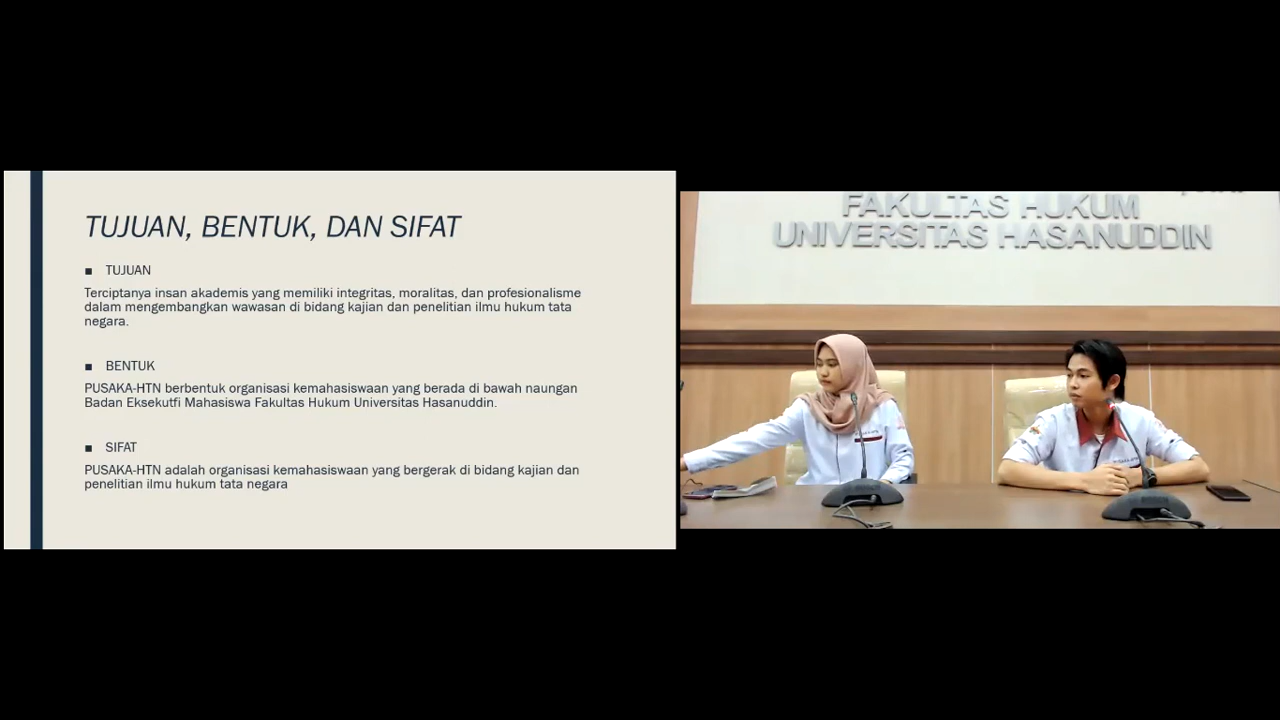 TUJUAN, BENTUK, DAN SIFAT
■ TUJUAN
Terciptanya insan akademis yang memiliki integritas, moralitas, dan profesionalisme
dalam mengembangkan wawasan di bidang kajian dan penelitian ilmu hukum tata
negara.
■ BENTUK
PUSAKA-HTN berbentuk organisasi kemahasiswaan yang berada di bawah naungan
Badan Eksekutfi Mahasiswa Fakultas Hukum Universitas Hasanuddin.
■ SIFAT
PUSAKA-HTN adalah organisasi kemahasiswaan yang bergerak di bidang kajian dan
penelitian ilmu hukum tata negara
FAKULTAS HUKUM
UNIVERSITAS HASANUDDIN